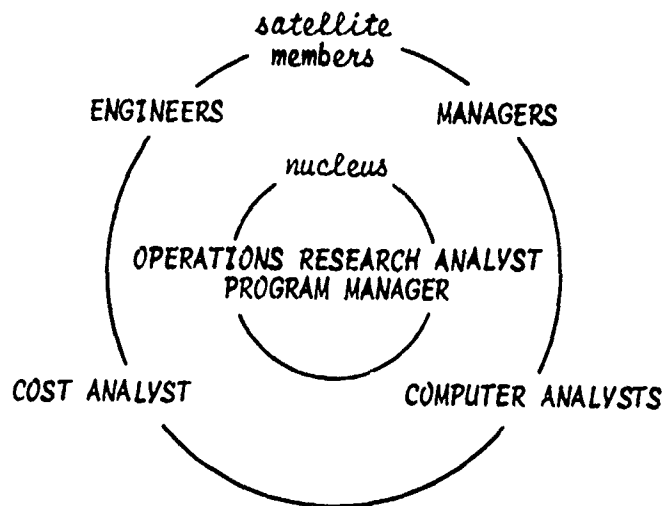 satellite
members
ENGINEERS
MANAGERS
nucleus
OPERATIONS RESEARCH ANALYST
PROGRAM MANAGER
COST ANALYST
COMPUTER ANALYSTS